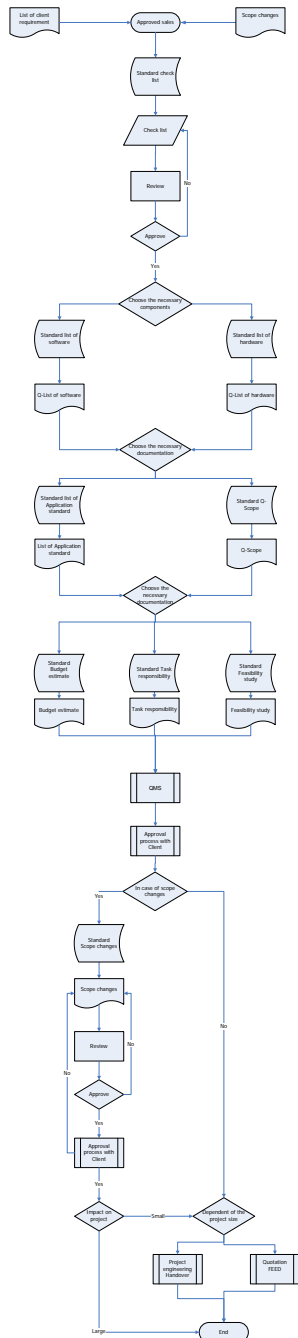 List of client
requirement
Approved sales
Scope changes
Standard check
list
Check list
No
Review
Approve
Yes
Choose the necessary
components
Standard list of
software
Standard list of
hardware
Q-List of software
Q-List of hardware
Choose the necessary
documentation
Standard list of
Application
standard
Standard Q-
Scope
List of Application
standard
Q-Scope
Choose the
necessary
documentation
Standard
Budget
estimate
Standard Task
responsibility
Standard
Feasibility
study
Budget estimate
Task responsibility
Feasibility study
QMS
Approval
process with
Client
In case of scope
changes
Yes
Standard
Scope changes
Scope changes
No
Review
No
No
Approve
Yes
Approval
process with
Client
Yes
Impact on
project
Small
Dependent of the
project size
Project
engineering
Handover
Quotation
FEED
Large
End